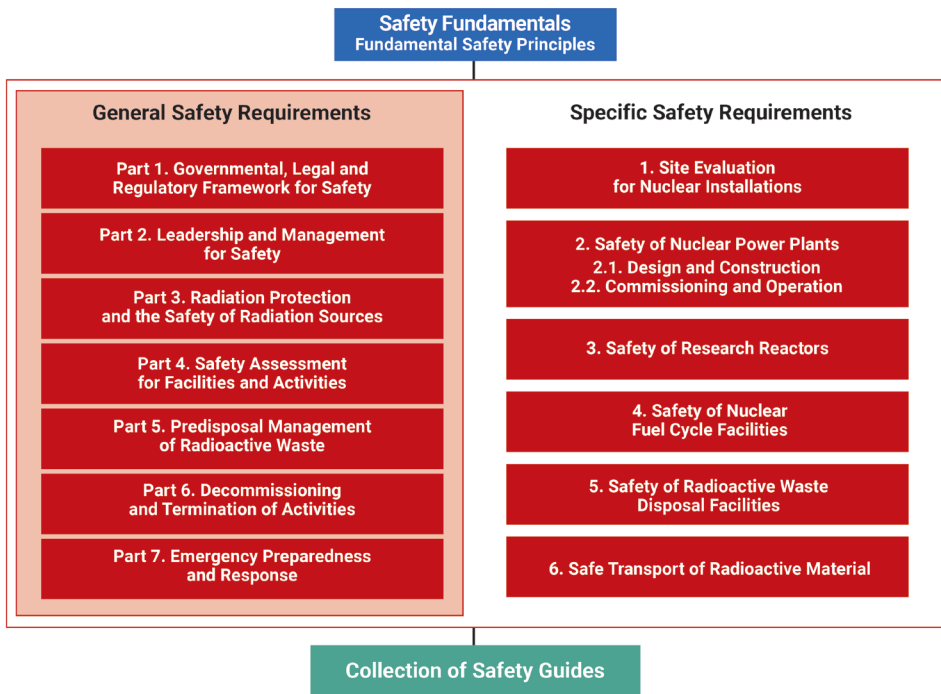 Safety Fundamentals
Fundamental Safety Principles
General Safety Requirements
Part 1. Governmental, Legal and
Regulatory Framework for Safety
Part 2. Leadership and Management
for Safety
Part 3. Radiation Protection
and the Safety of Radiation Sources
Part 4. Safety Assessment
for Facilities and Activities
Part 5. Predisposal Management
of Radioactive Waste
Part 6. Decommissioning
and Termination of Activities
Part 7. Emergency Preparedness
and Response
Specific Safety Requirements
1. Site Evaluation
for Nuclear Installations
2. Safety of Nuclear Power Plants
2.1. Design and Construction
2.2. Commissioning and Operation
3. Safety of Research Reactors
4. Safety of Nuclear
Fuel Cycle Facilities
5. Safety of Radioactive Waste
Disposal Facilities
6. Safe Transport of Radioactive Material
Collection of Safety Guides